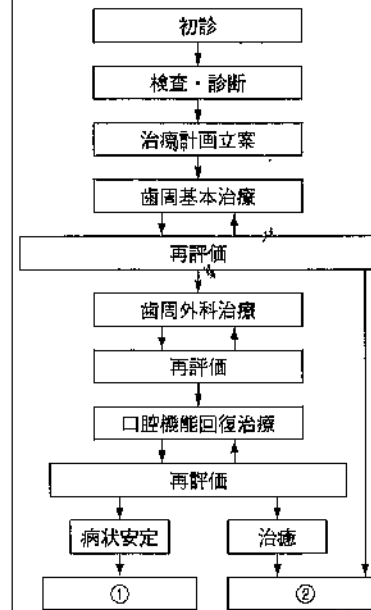 初診
検査・診断
治療計画立案
歯周基本治療
再評価
歯周外科治療
再評価
口腔機能回復治療
再評価
病状安定 治癒
① ②